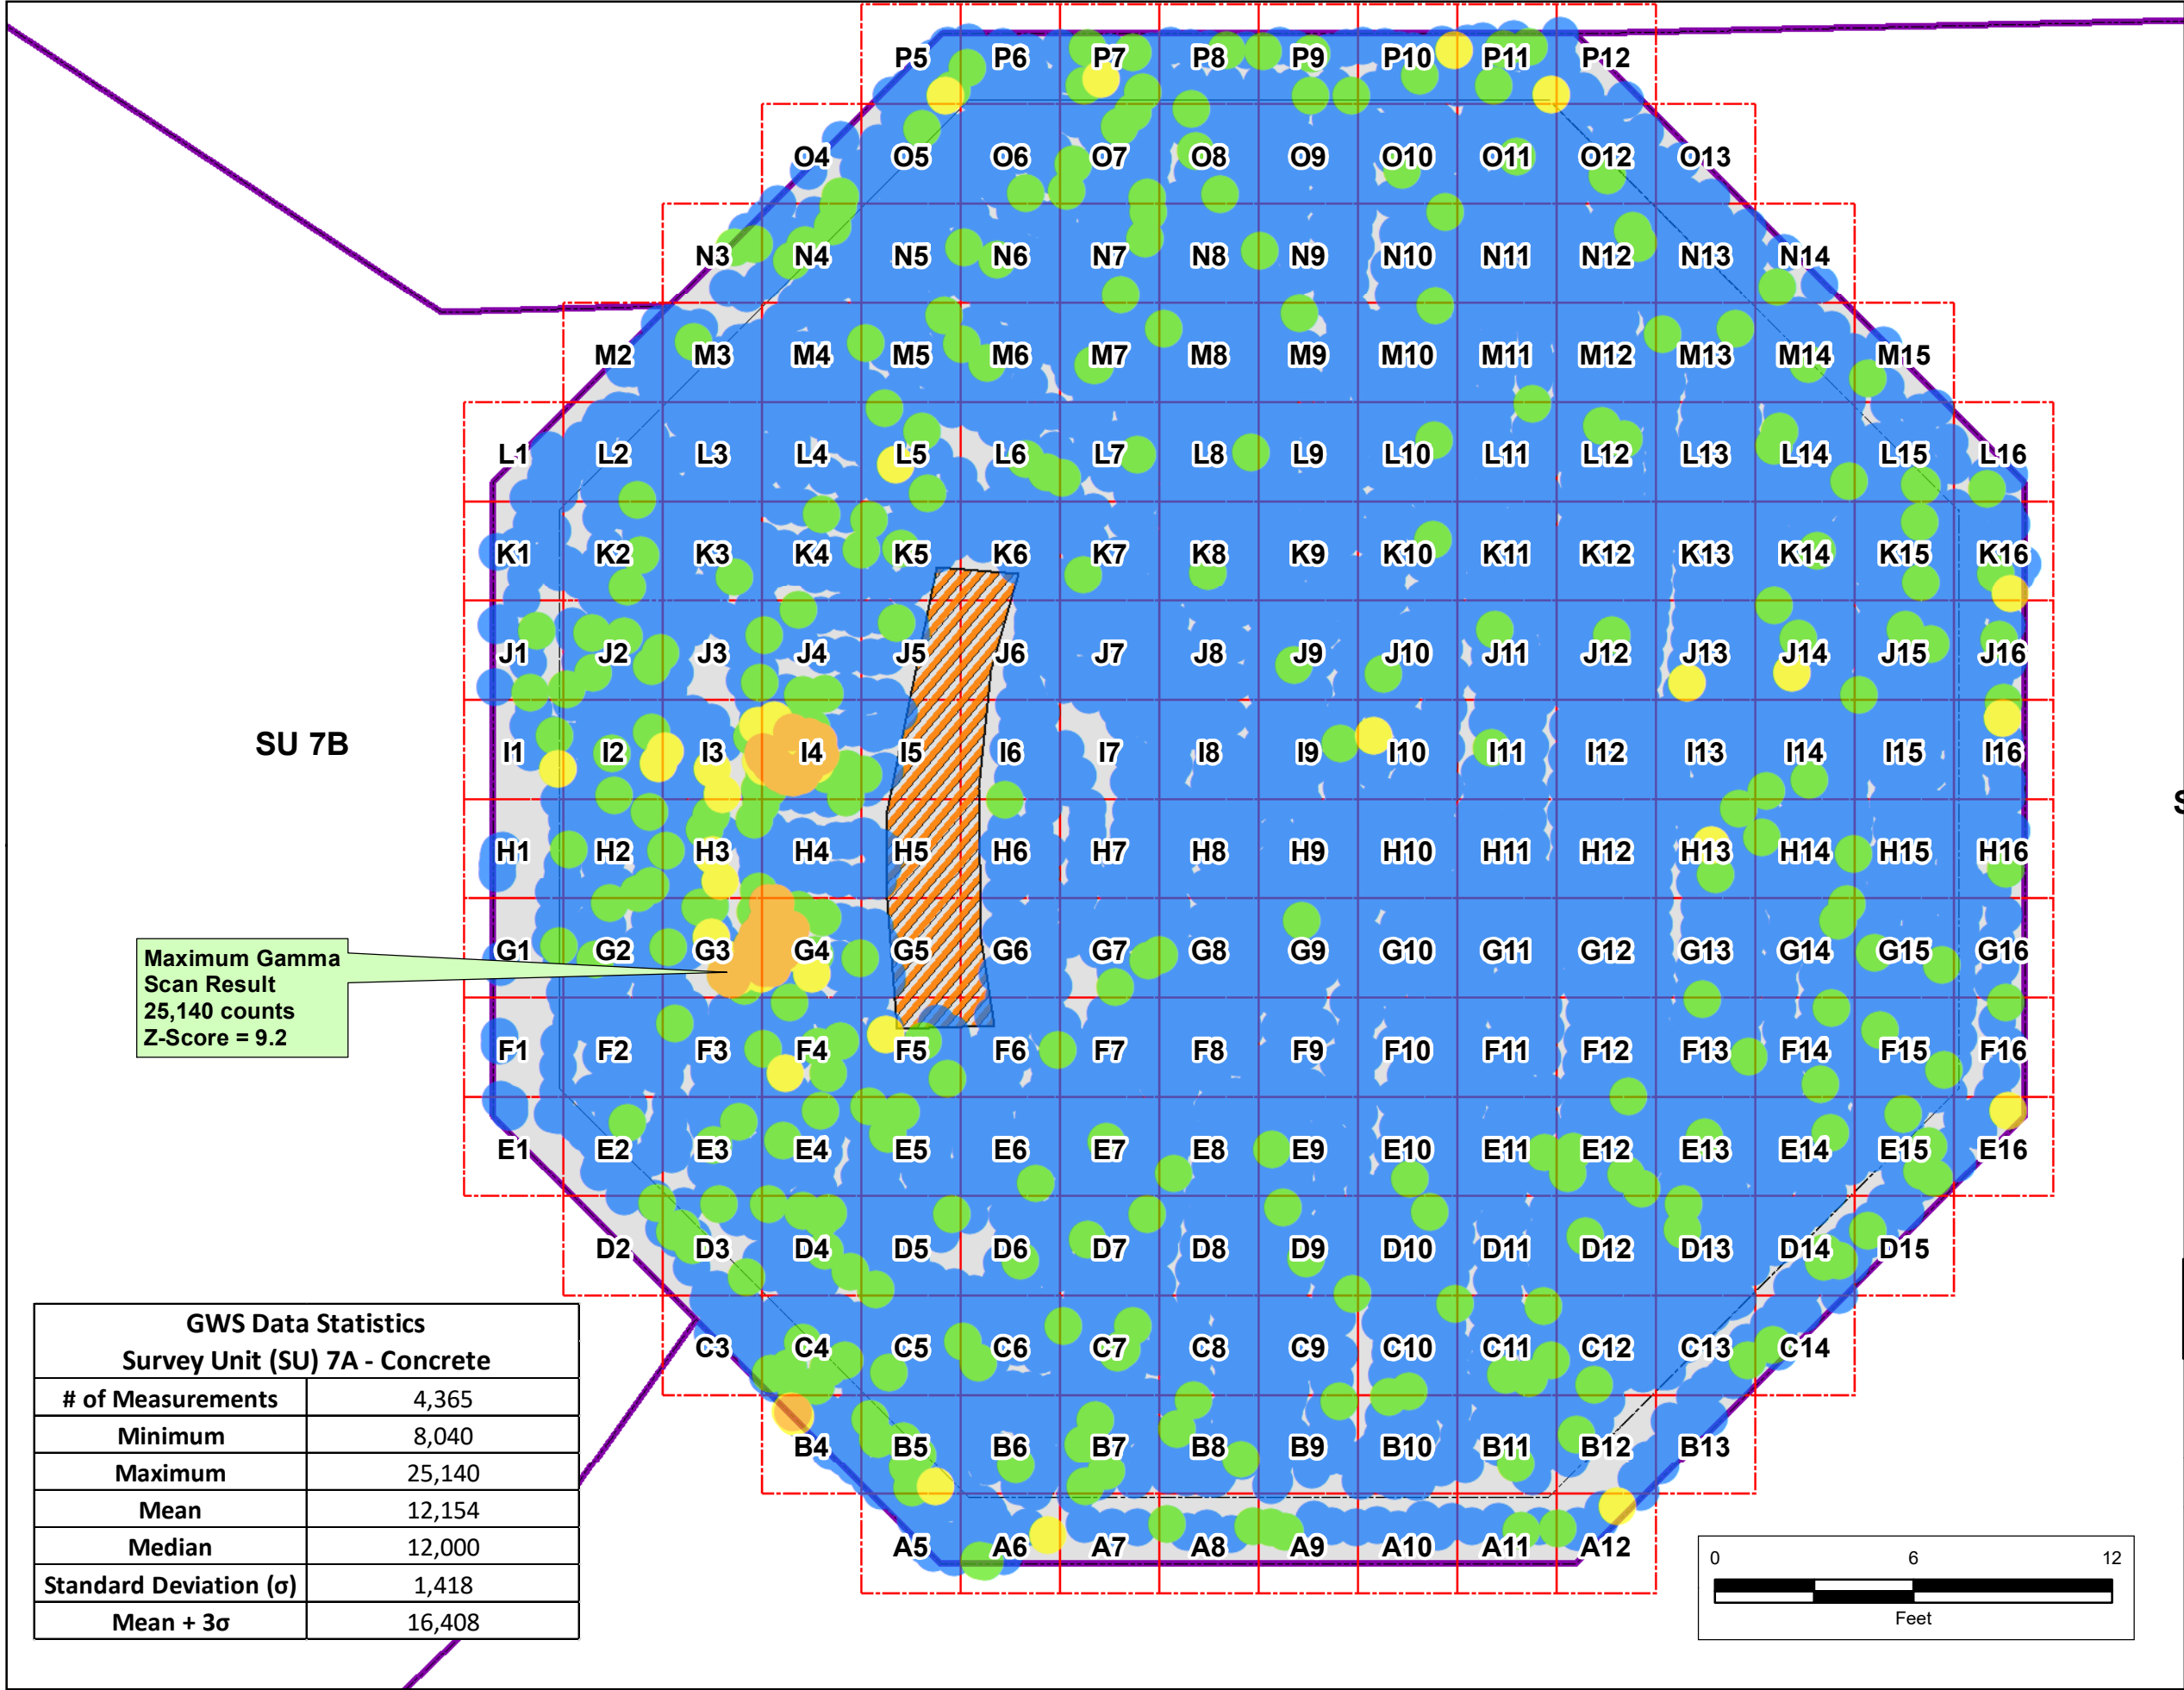 P5 P6 P7 P8 P9 P10 P11 P12
O4 O5 O6 O7 O8 O9 O10 O11 O12 O13
N3 N4 N5 N6 N7 N8 N9 N10 N11 N12 N13 N14
M2 M3 M4 M5 M6 M7 M8 M9 M10 M11 M12 M13 M14 M15
L1 L2 L3 L4 L5 L6 L7 L8 L9 L10 L11 L12 L13 L14 L15 L16
K1 K2 K3 K4 K5 K6 K7 K8 K9 K10 K11 K12 K13 K14 K15 K16
J1 J2 J3 J4 J5 J6 J7 J8 J9 J10 J11 J12 J13 J14 J15 J16
SU 7B
I1 I2 I3 I4 I5 I6 I7 I8 I9 I10 I11 I12 I13 I14 I15 I16
S
H1 H2 H3 H4 H5 H6 H7 H8 H9 H10 H11 H12 H13 H14 H15 H16
G1 G2 G3 G4 G5 G6 G7 G8 G9 G10 G11 G12 G13 G14 G15 G16
Maximum Gamma
Scan Result
25,140 counts
Z-Score = 9.2
F1 F2 F3 F4 F5 F6 F7 F8 F9 F10 F11 F12 F13 F14 F15 F16
E1 E2 E3 E4 E5 E6 E7 E8 E9 E10 E11 E12 E13 E14 E15 E16
D2 D3 D4 D5 D6 D7 D8 D9 D10 D11 D12 D13 D14 D15
C3 C4 C5 C6 C7 C8 C9 C10 C11 C12 C13 C14
B4 B5 B6 B7 B8 B9 B10 B11 B12 B13
A5 A6 A7 A8 A9 A10 A11 A12
GWS Data Statistics
Survey Unit (SU) 7A - Concrete
# of Measurements 4,365
Minimum 8,040
Maximum 25,140
Mean 12,154
Median 12,000
Standard Deviation (σ) 1,418
Mean + 3σ 16,408
0 6 12
Feet